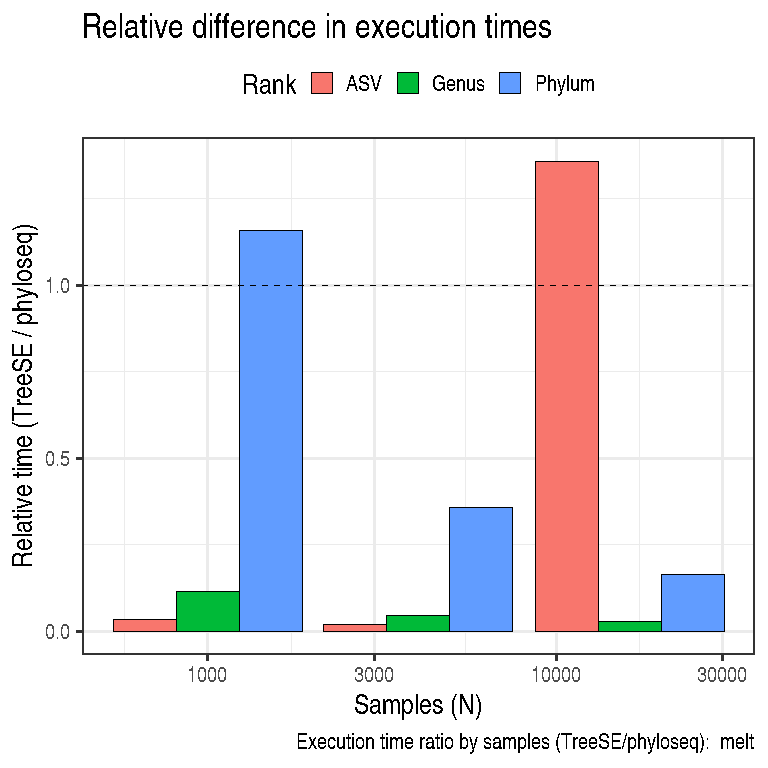 Relative difference in execution times
Rank ASV Genus Phylum
Relative time (TreeSE / phyloseq)
1.0
0.5
0.0
1000 3000 10000 30000
Samples (N)
Execution time ratio by samples (TreeSE/phyloseq): melt